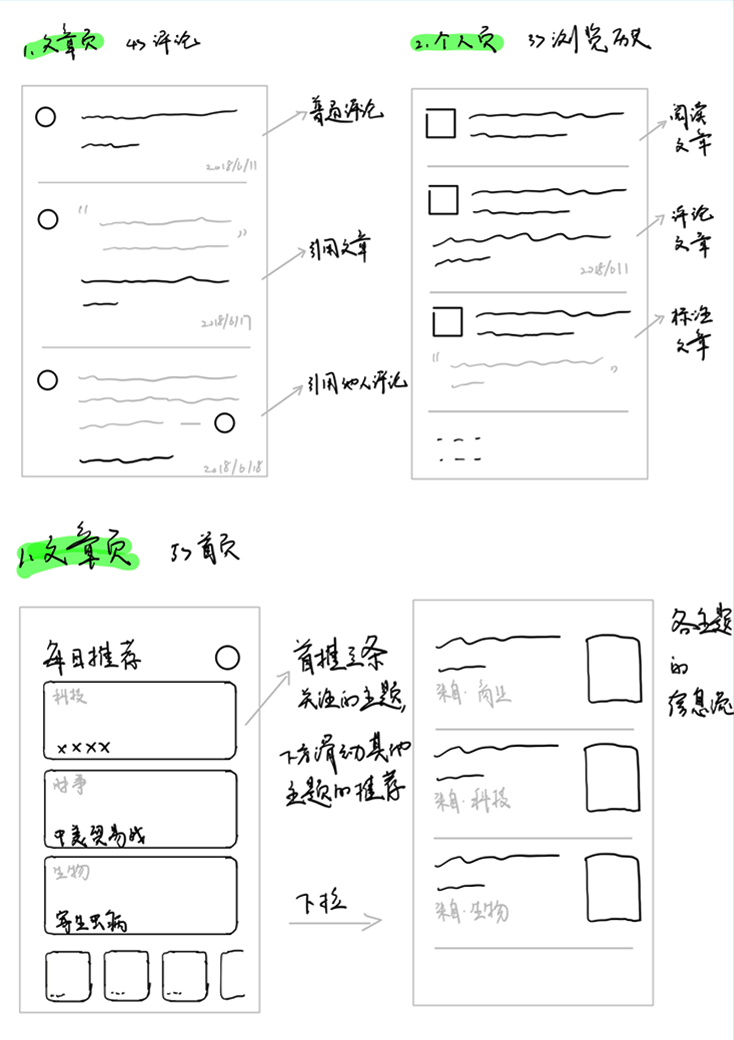 1. 文章页 4> 评论
普通评论
2018/6/11
引用文章
2018/6/17
引用他人评论
2018/6/18
2. 个人页 3> 浏览历史
阅读
文章
评论
文章
标注
文章
1. 文章页 5> 首页
每日推荐
科技
××××
时事
中美贸易战
生物
寄生虫病
首推三条
关注的主题,
下方滑动其他
主题的推荐
下拉
来自·商业
来自·科技
来自·生物
各主题
的
信息流